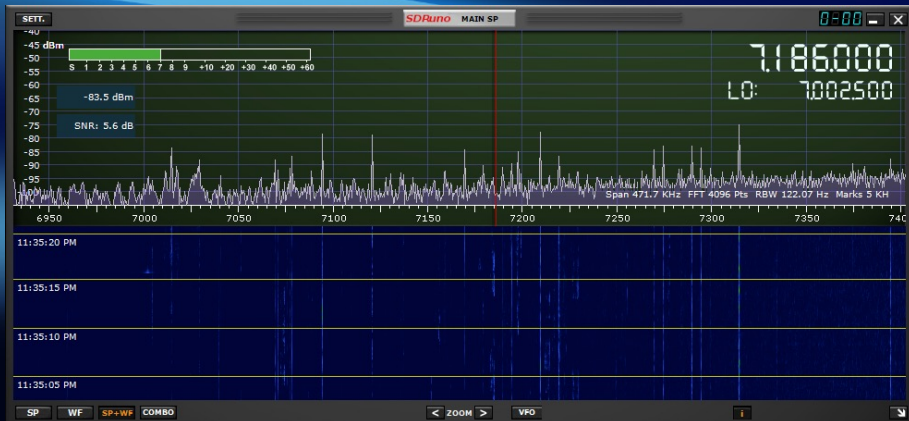 SETT.
SDRuno MAIN SP
0-00
-40
-45 dBm
-50
-55
-60
-65
-70
-75
-80
-85
-90
-95
-100
S 1 2 3 4 5 6 7 8 9 +10 +20 +30 +40 +50 +60
-83.5 dBm
SNR: 5.6 dB
7.186.000
LO: 7.002.500
Span 471.7 KHz FFT 4096 Pts RBW 122.07 Hz Marks 5 KH
6950 7000 7050 7100 7150 7200 7250 7300 7350 740
11:35:20 PM
11:35:15 PM
11:35:10 PM
11:35:05 PM
SP WF SP+WF COMBO < ZOOM > VFO i